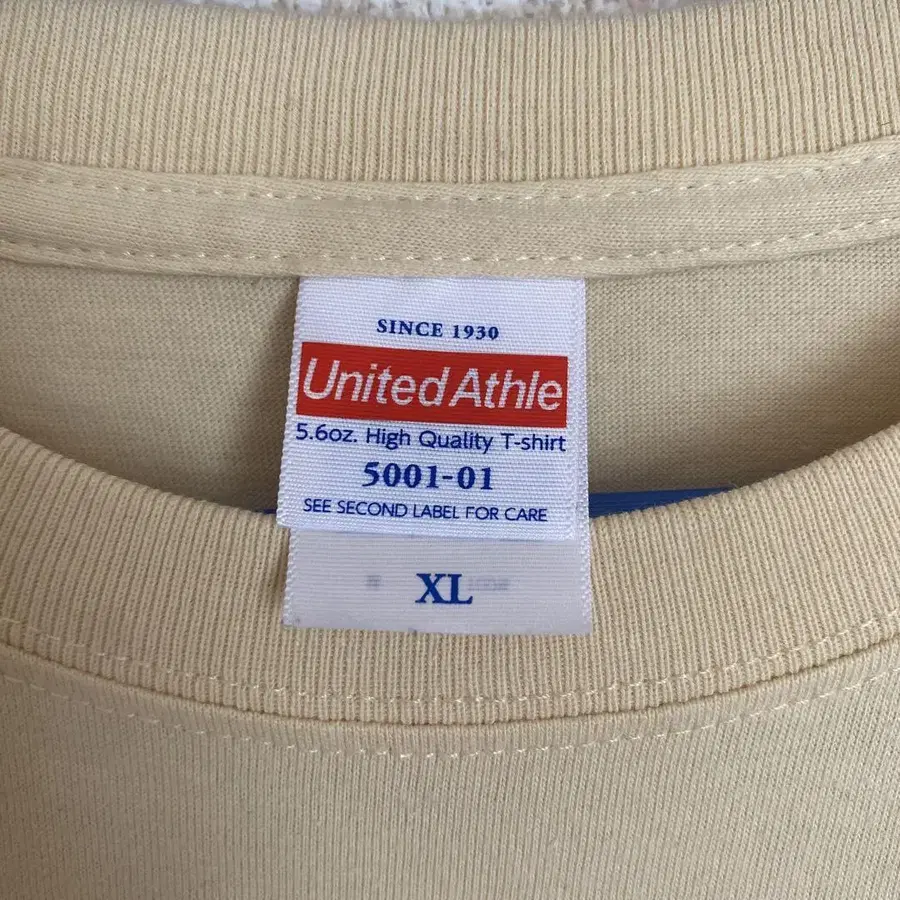 SINCE 1930
United Athle
5.6oz. High Quality T-shirt
5001-01
SEE SECOND LABEL FOR CARE
XL